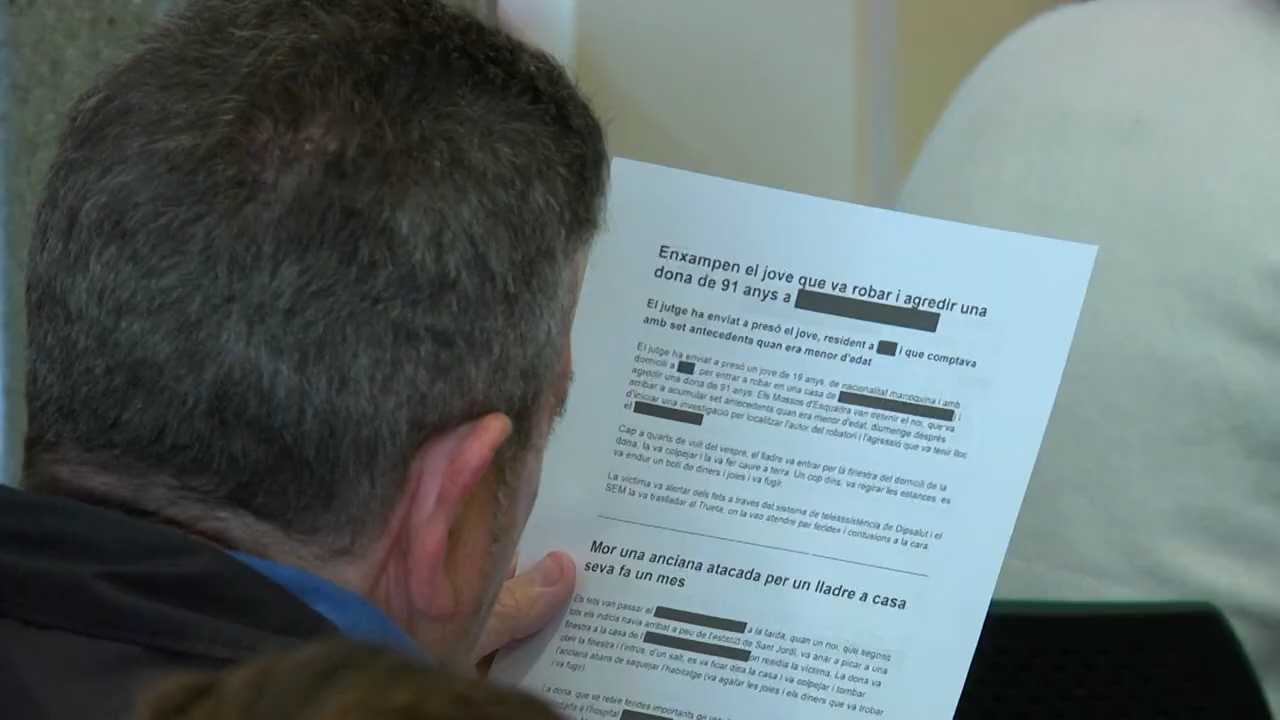 Enxampen el jove que va robar i agredir una
dona de 91 anys a
El jutge ha enviat a presó el jove, resident a i que comptava
amb set antecedents quan era menor d'edat
El jutge ha enviat a presó un jove de 19 anys, de nacionalitat marroquina i amb
domicili a per entrar a robar en una casa de i
agredir una dona de 91 anys. Els Mossos d'Esquadra van detenir el noi, que va
arribar a acumular set antecedents quan era menor d'edat, diumenge després
d'iniciar una investigació per localitzar l'autor del robatori i l'agressió que va tenir lloc
el
Cap a quarts de vuit del vespre, el lladre va entrar per la finestra del domicili de la
dona, la va colpejar i la va fer caure a terra. Un cop dins, va regirar les estances, es
va endur un botí de diners i joies i va fugir.
La víctima va alertar dels fets a través del sistema de teleassistència de Dipsalut i el
SEM la va traslladar al Trueta, on la van atendre per ferides i contusions a la cara.
Mor una anciana atacada per un lladre a casa
seva fa un mes
Els fets van passar el a la tarda, quan un noi, que segons
tots els indicis havia arribat a peu de l'estació de Sant Jordi, va anar a picar a una
finestra a la casa de on residia la víctima. La dona va
obrir la finestra i l'intrús, d'un salt, es va ficar dins la casa i va colpejar i tombar
l'anciana abans de saquejar l'habitatge (va agafar les joies i els diners que va trobar
i va fugir).
La dona, que va rebre ferides importants
a l'hospital